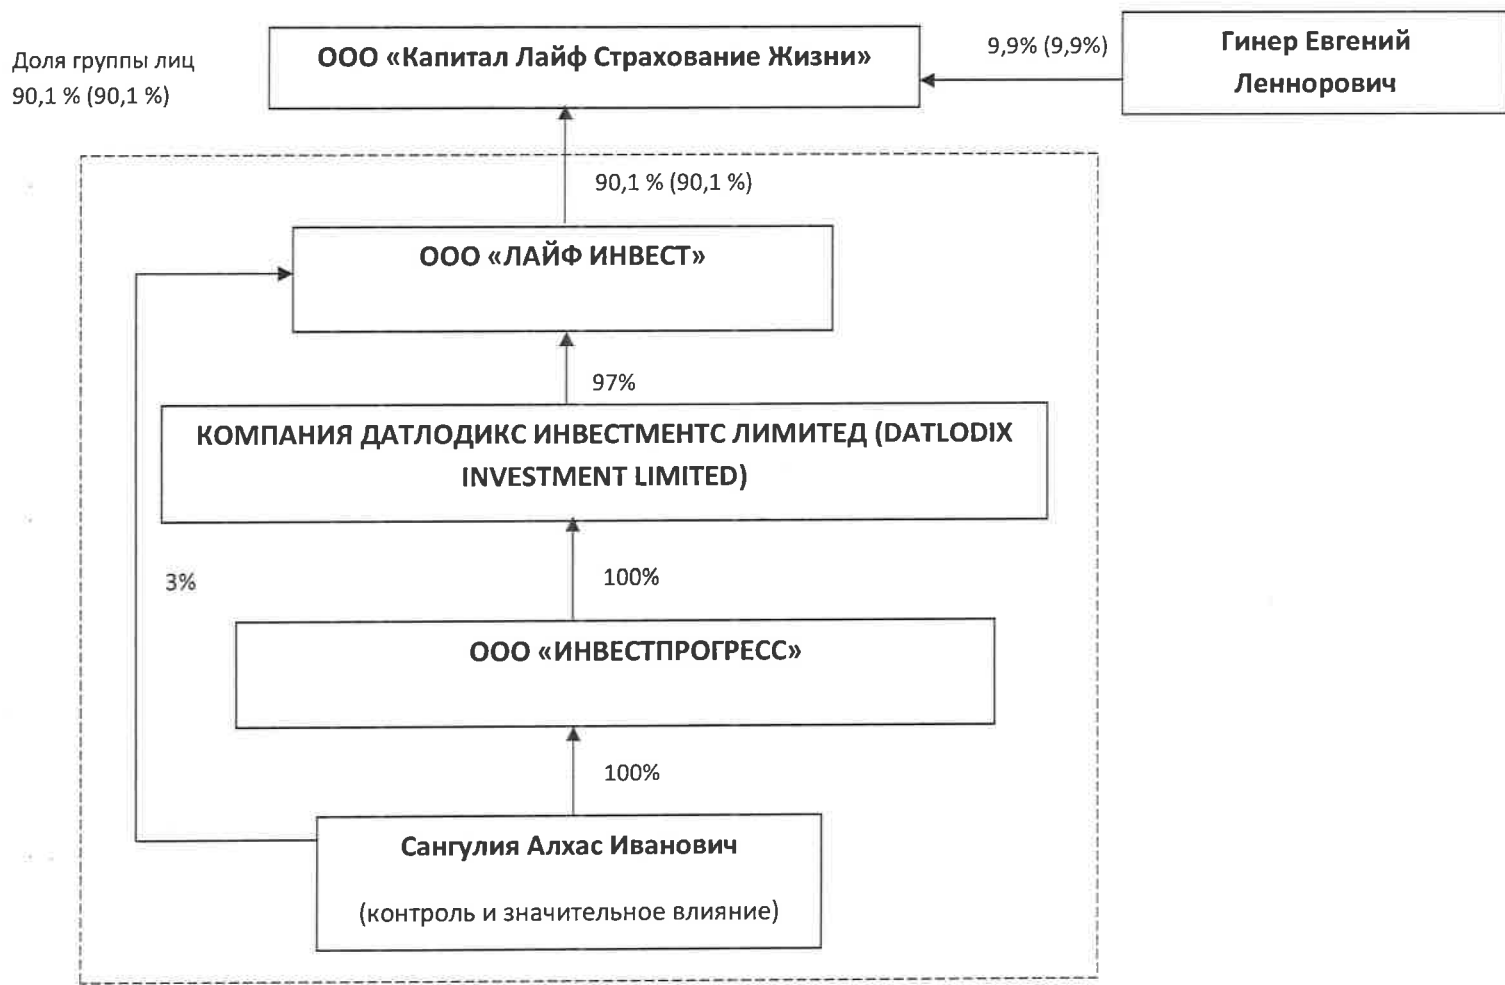 Доля группы лиц
90,1 % (90,1 %)
ООО «Капитал Лайф Страхование Жизни»
9,9% (9,9%)
Гинер Евгений
Леннорович
90,1 % (90,1 %)
ООО «ЛАЙФ ИНВЕСТ»
97%
КОМПАНИЯ ДАТЛОДИКС ИНВЕСТМЕНТС ЛИМИТЕД (DATLODIX
INVESTMENT LIMITED)
3%
100%
ООО «ИНВЕСТПРОГРЕСС»
100%
Сангулия Алхас Иванович
(контроль и значительное влияние)